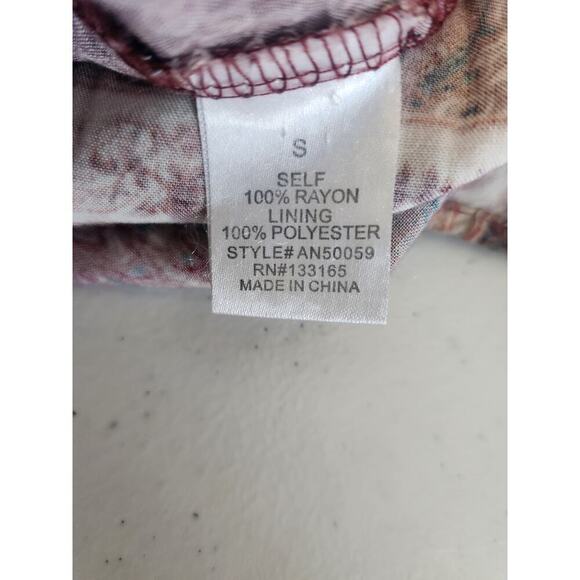 S
SELF
100% RAYON
LINING
100% POLYESTER
STYLE# AN50059
RN#133165
MADE IN CHINA